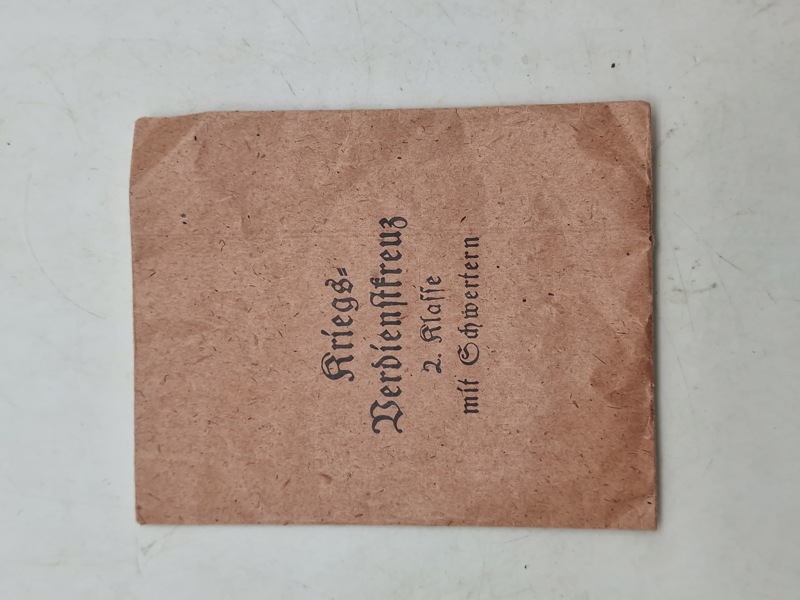 Kriegs-
Verdienstkreuz
2. Klasse
mit Schwertern